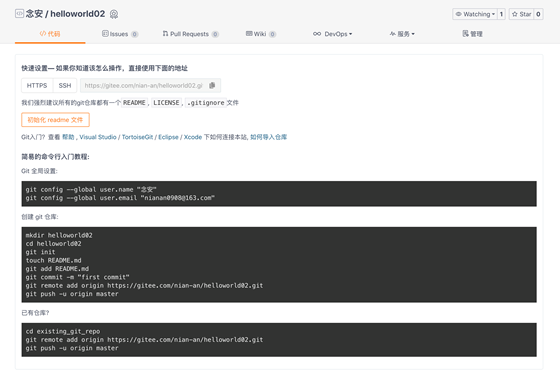 念安 / helloworld02
Watching 1 Star 0
代码 Issues 0 Pull Requests 0 Wiki 0 DevOps 服务 管理
快速设置— 如果你知道该怎么操作，直接使用下面的地址
HTTPS SSH https://gitee.com/nian-an/helloworld02.gi
我们强烈建议所有的git仓库都有一个 README , LICENSE , .gitignore 文件
初始化 readme 文件
Git入门？查看 帮助 , Visual Studio / TortoiseGit / Eclipse / Xcode 下如何连接本站, 如何导入仓库
简易的命令行入门教程:
Git 全局设置:
git config --global user.name "念安"
git config --global user.email "nianan0908@163.com"
创建 git 仓库:
mkdir helloworld02
cd helloworld02
git init
touch README.md
git add README.md
git commit -m "first commit"
git remote add origin https://gitee.com/nian-an/helloworld02.git
git push -u origin master
已有仓库?
cd existing_git_repo
git remote add origin https://gitee.com/nian-an/helloworld02.git
git push -u origin master